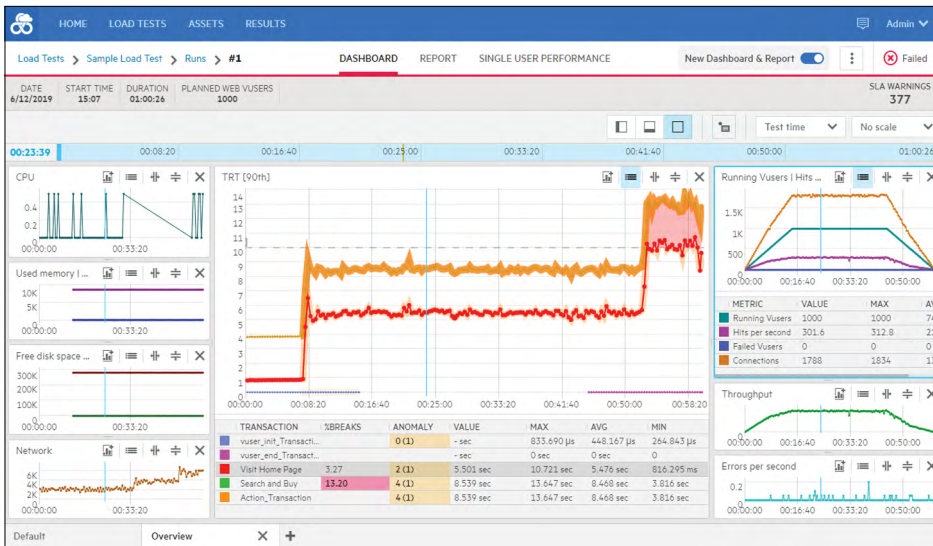 HOME LOAD TESTS ASSETS RESULTS Admin
Load Tests > Sample Load Test > Runs > #1 DASHBOARD REPORT SINGLE USER PERFORMANCE New Dashboard & Report Failed
DATE START TIME DURATION PLANNED WEB VUSERS SLA WARNINGS
6/12/2019 15:07 01:00:26 1000 377
Test time No scale
00:23:39 00:08:20 00:16:40 00:25:00 00:33:20 00:41:40 00:50:00 01:00:26
CPU
0.4
0.2
0
00:00:00 00:33:20
Used memory | ...
10K
5K
0
00:00:00 00:33:20
Free disk space ...
300K
200K
100K
0
00:00:00 00:33:20
Network
6K
4K
2K
00:00:00 00:33:20
TRT [90th]
14
13
12
11
10
9
8
7
6
5
4
3
2
1
00:00:00 00:08:20 00:16:40 00:25:00 00:33:20 00:41:40 00:50:00 00:58:20
TRANSACTION %BREAKS ANOMALY VALUE MAX AVG MIN
vuser_init_Transacti... 0 (1) - sec 833.690 µs 448.167 µs 264.843 µs
vuser_end_Transactio... - sec 0 sec 0 0
Visit Home Page 3.27 2 (1) 5.501 sec 10.721 sec 5.476 sec 816.295 ms
Search and Buy 13.20 4 (1) 8.539 sec 13.647 sec 8.468 sec 3.816 sec
Action_Transaction 4 (1) 8.539 sec 13.647 sec 8.468 sec 3.816 sec
Running Vusers | Hits ...
1.5K
1K
500
0
00:00:00 00:16:40 00:33:20 00:50:00
METRIC VALUE MAX
Running Vusers 1000 1000
Hits per second 301.6 312.8
Failed Vusers 0 0
Connections 1788 1834
Throughput
0
00:00:00 00:16:40 00:33:20 00:50:00
Errors per second
0.2
0
00:00:00 00:16:40 00:33:20 00:50:00
Default Overview